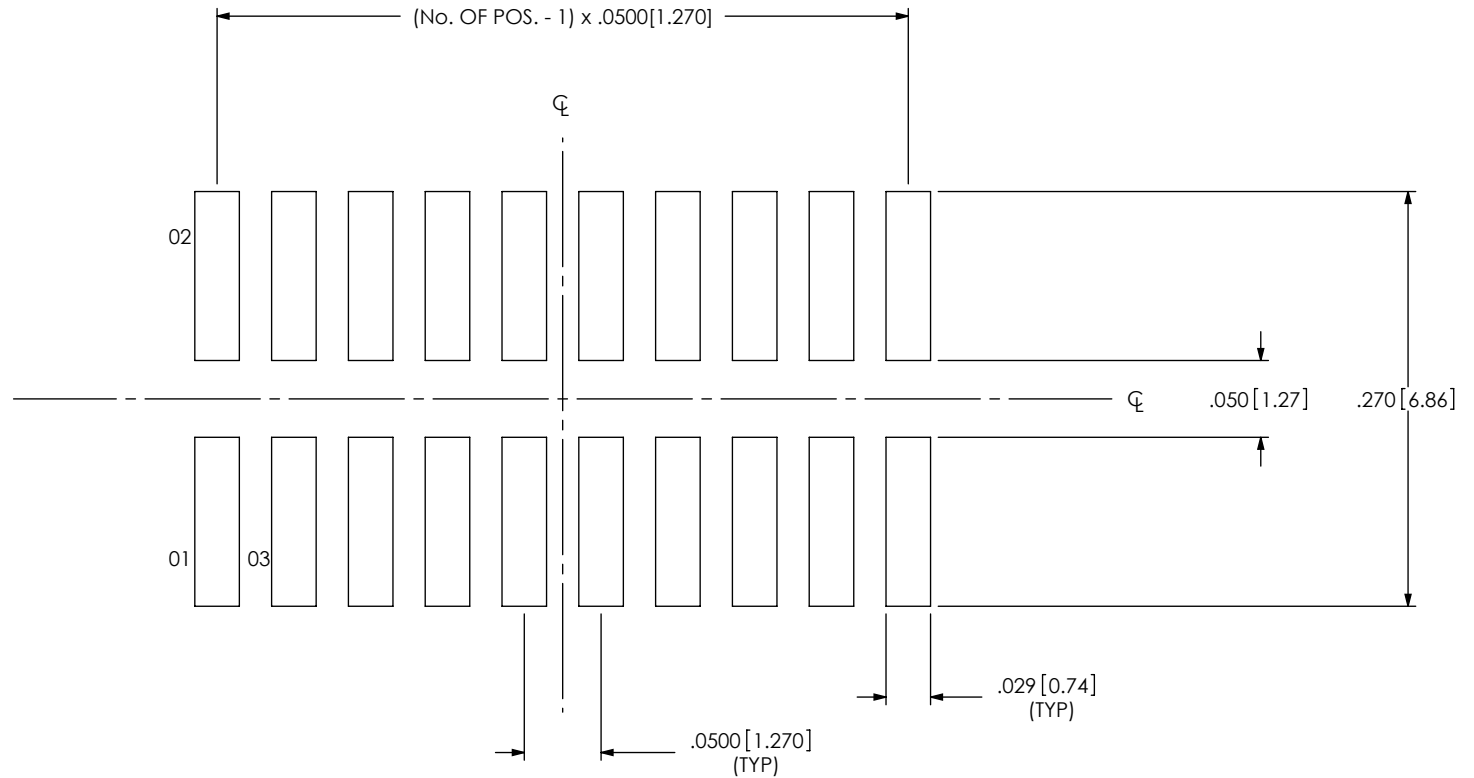 (No. OF POS. - 1) x .0500[1.270]
℄
02
℄ .050[1.27] .270[6.86]
01 03
.029[0.74]
(TYP)
.0500[1.270]
(TYP)